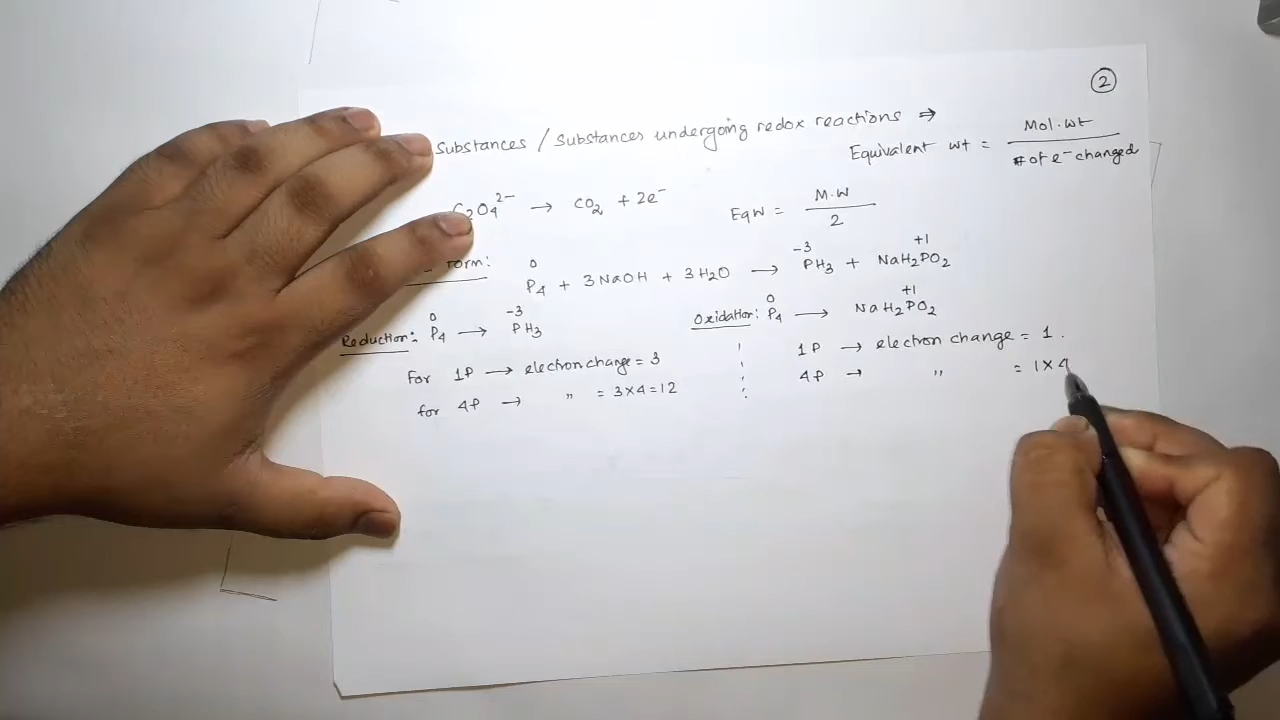 ②
Substances / Substances undergoing redox reactions ⇒
Equivalent wt = Mol. wt / # of e⁻ changed
C₂O₄²⁻ → CO₂ + 2e⁻
EqW = M.W / 2
form:
0 -3 +1
P₄ + 3NaOH + 3H₂O → PH₃ + NaH₂PO₂
0 -3
Reduction: P₄ → PH₃
0 +1
Oxidation: P₄ → NaH₂PO₂
For 1P → electron change = 3
for 4P → " = 3×4=12
1P → electron change = 1.
4P → " = 1×4